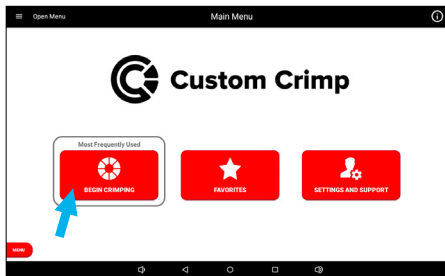 Open Menu
Main Menu
Custom Crimp
Most Frequently Used
BEGIN CRIMPING
FAVORITES
SETTINGS AND SUPPORT
MENU